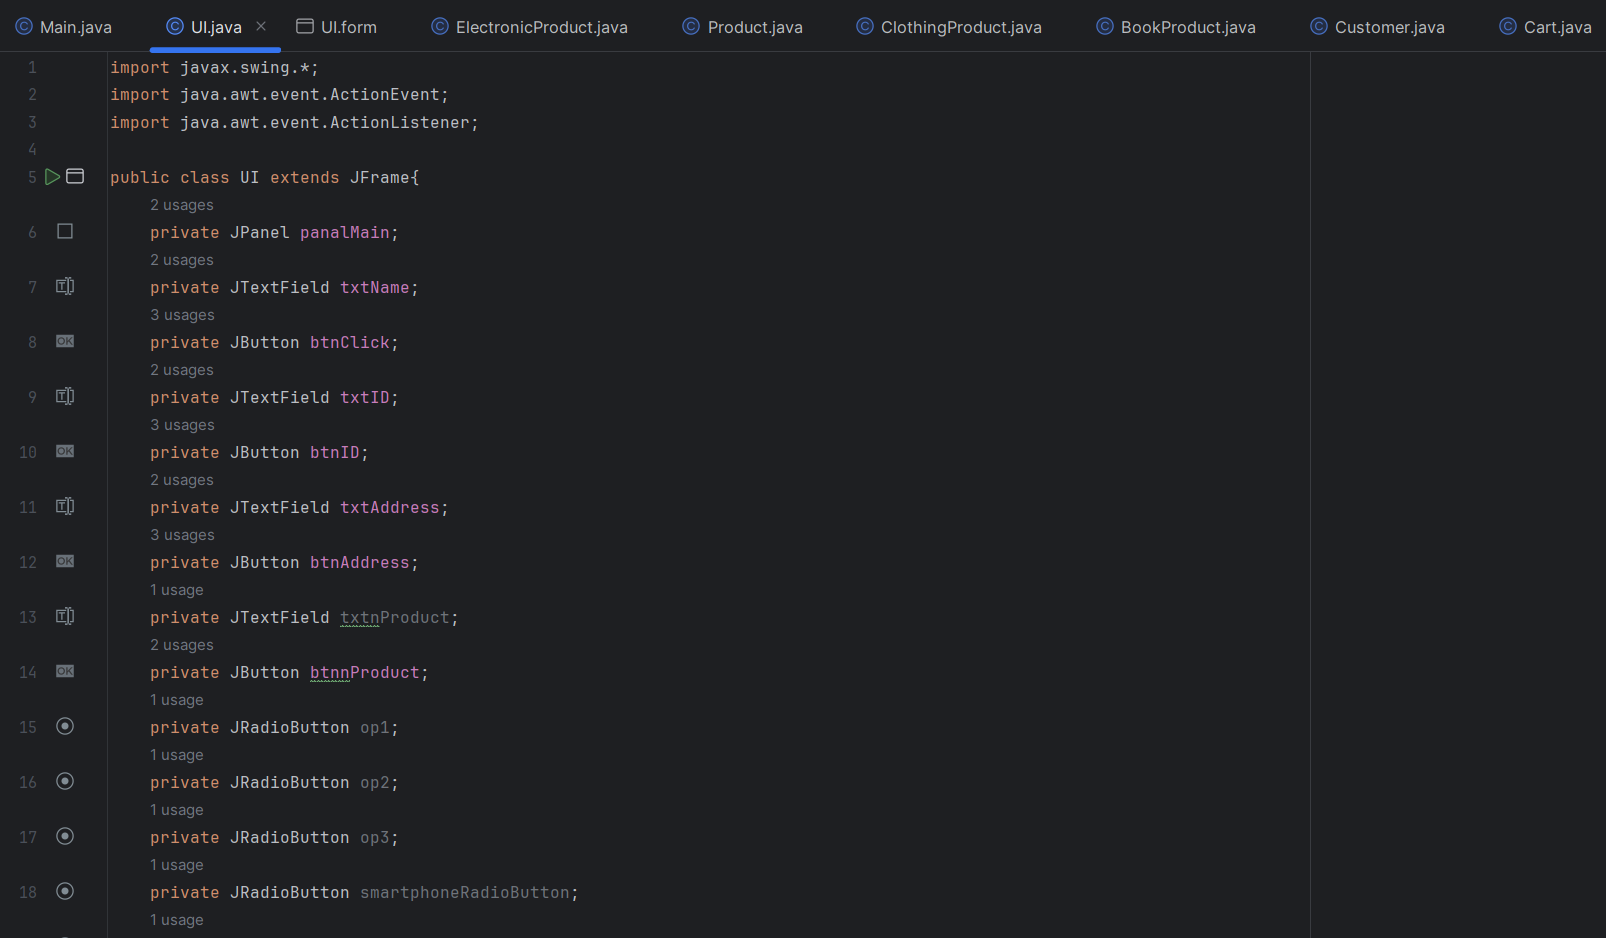 Main.java UI.java UI.form ElectronicProduct.java Product.java ClothingProduct.java BookProduct.java Customer.java Cart.java
1 import javax.swing.*;
2 import java.awt.event.ActionEvent;
3 import java.awt.event.ActionListener;
4
5 public class UI extends JFrame{
2 usages
6 private JPanel panalMain;
2 usages
7 private JTextField txtName;
3 usages
8 OK private JButton btnClick;
2 usages
9 private JTextField txtID;
3 usages
10 OK private JButton btnID;
2 usages
11 private JTextField txtAddress;
3 usages
12 OK private JButton btnAddress;
1 usage
13 private JTextField txtnProduct;
2 usages
14 OK private JButton btnnProduct;
1 usage
15 private JRadioButton op1;
1 usage
16 private JRadioButton op2;
1 usage
17 private JRadioButton op3;
1 usage
18 private JRadioButton smartphoneRadioButton;
1 usage